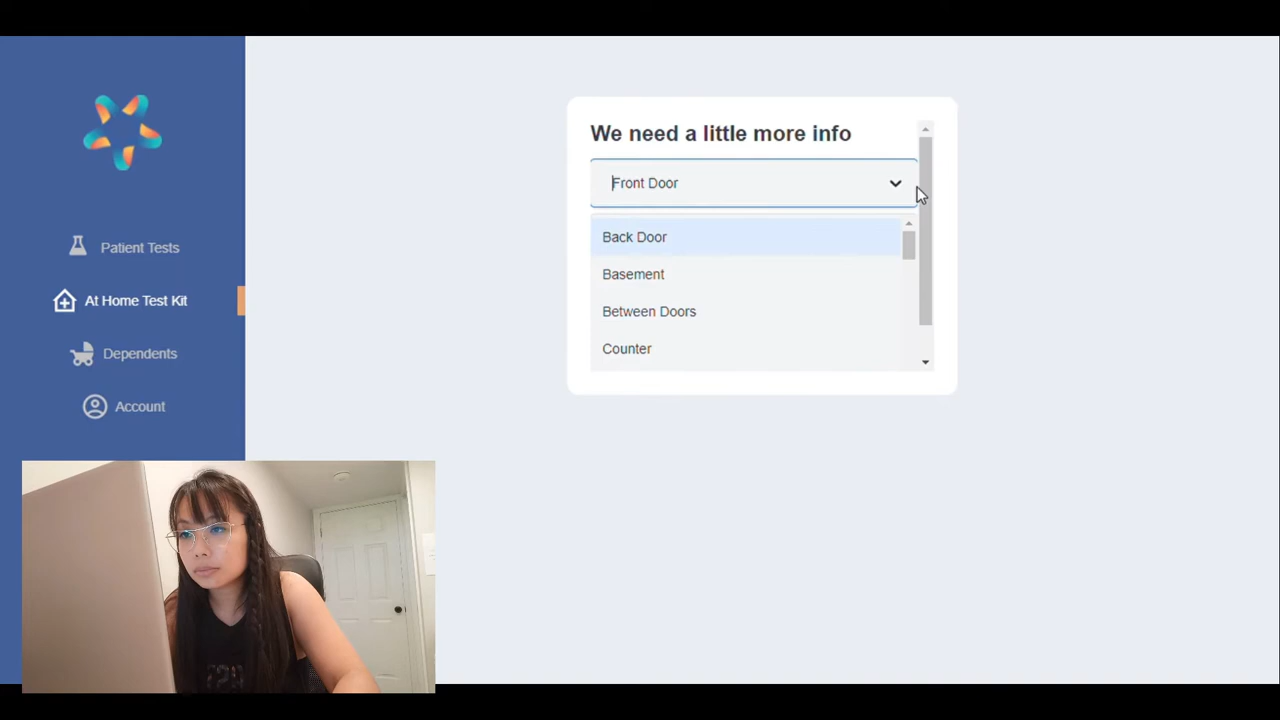 Patient Tests
At Home Test Kit
Dependents
Account
We need a little more info
Front Door
Back Door
Basement
Between Doors
Counter